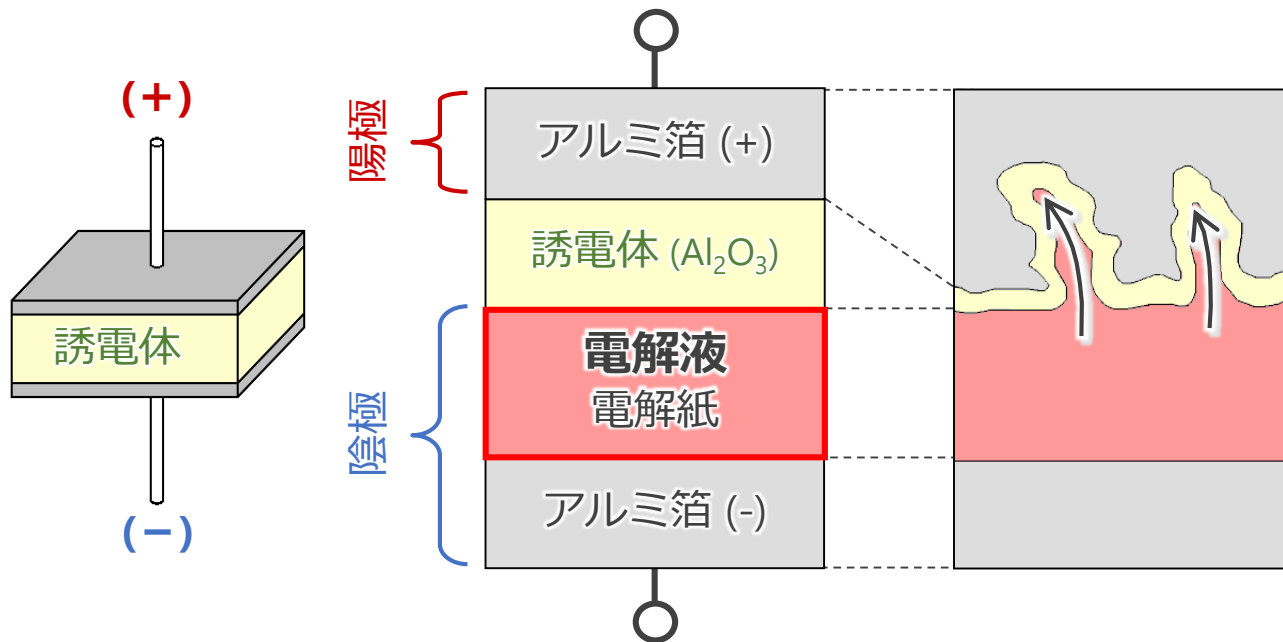 (+)
誘電体
(−)
陽極
陰極
アルミ箔 (+)
誘電体 (Al₂O₃)
電解液
電解紙
アルミ箔 (-)